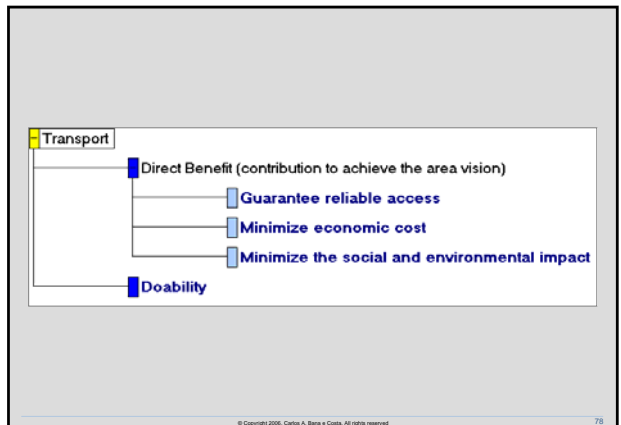 Transport
Direct Benefit (contribution to achieve the area vision)
Guarantee reliable access
Minimize economic cost
Minimize the social and environmental impact
Doability
© Copyright 2006, Carlos A. Bana e Costa, All rights reserved
78